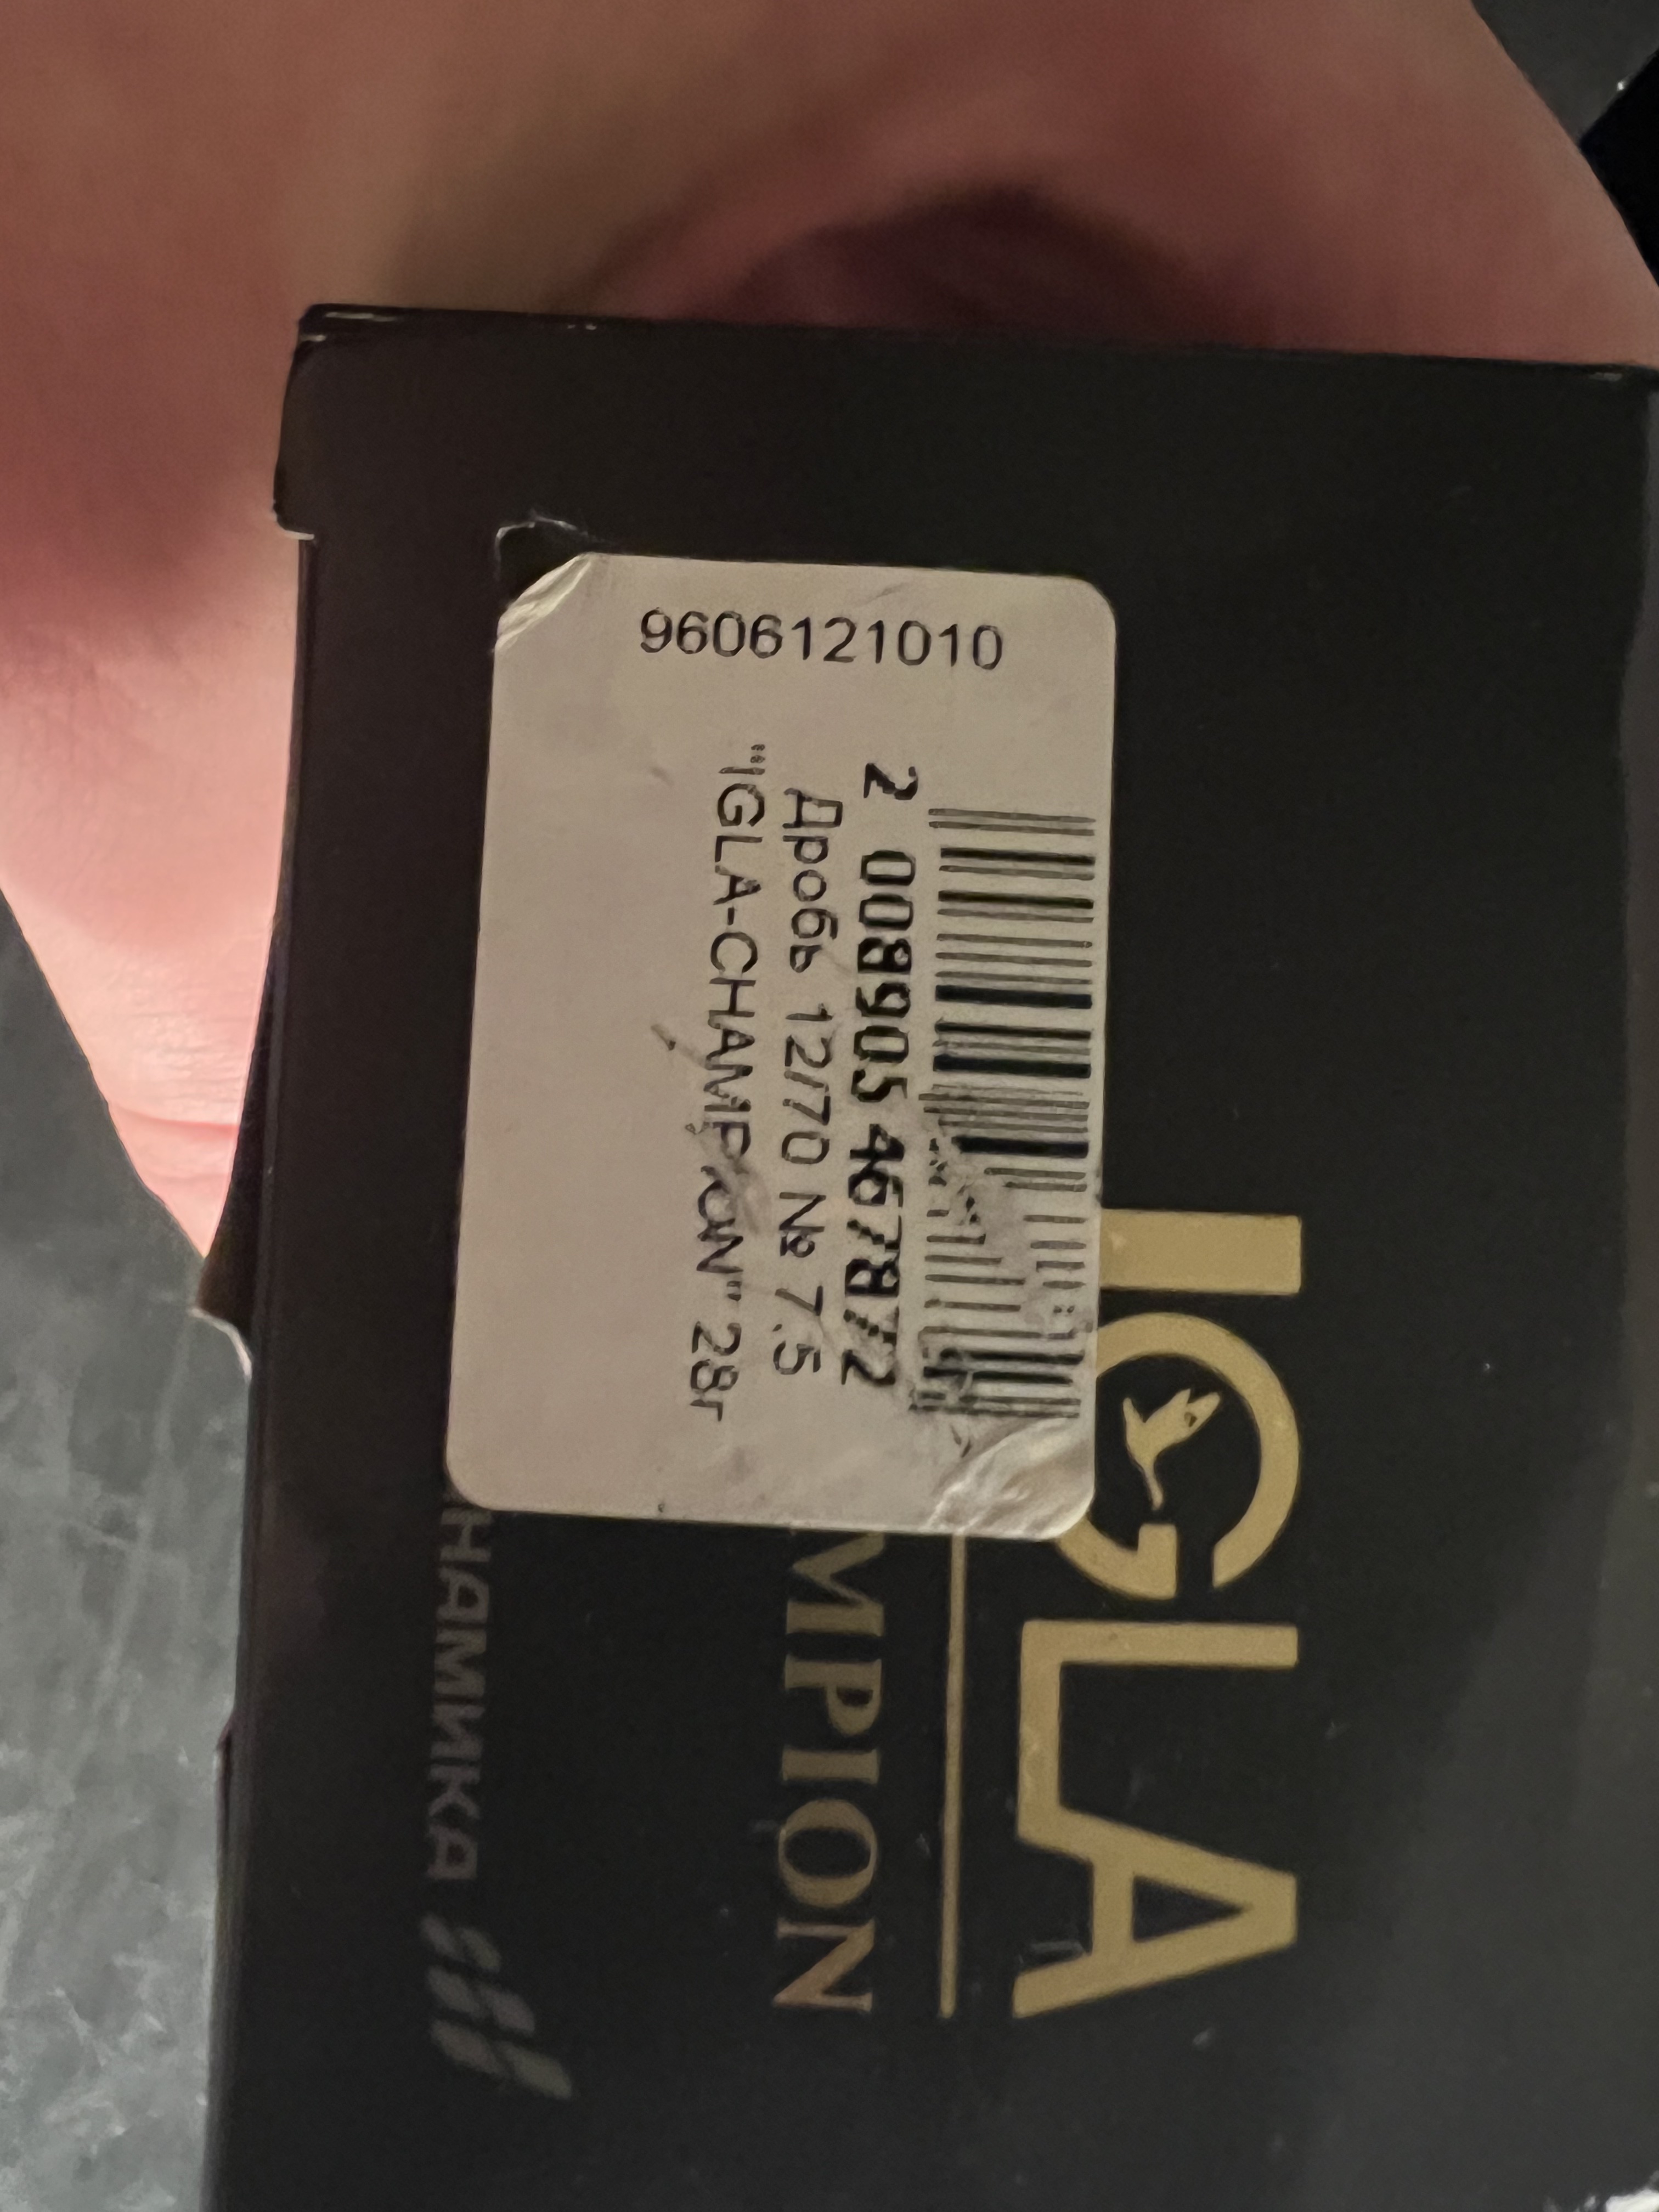 9606121010
2 008905 467872
Дробь 12/70 № 7,5
"IGLA-CHAMPION" 28г
IGLA
MPION
НАМИКА